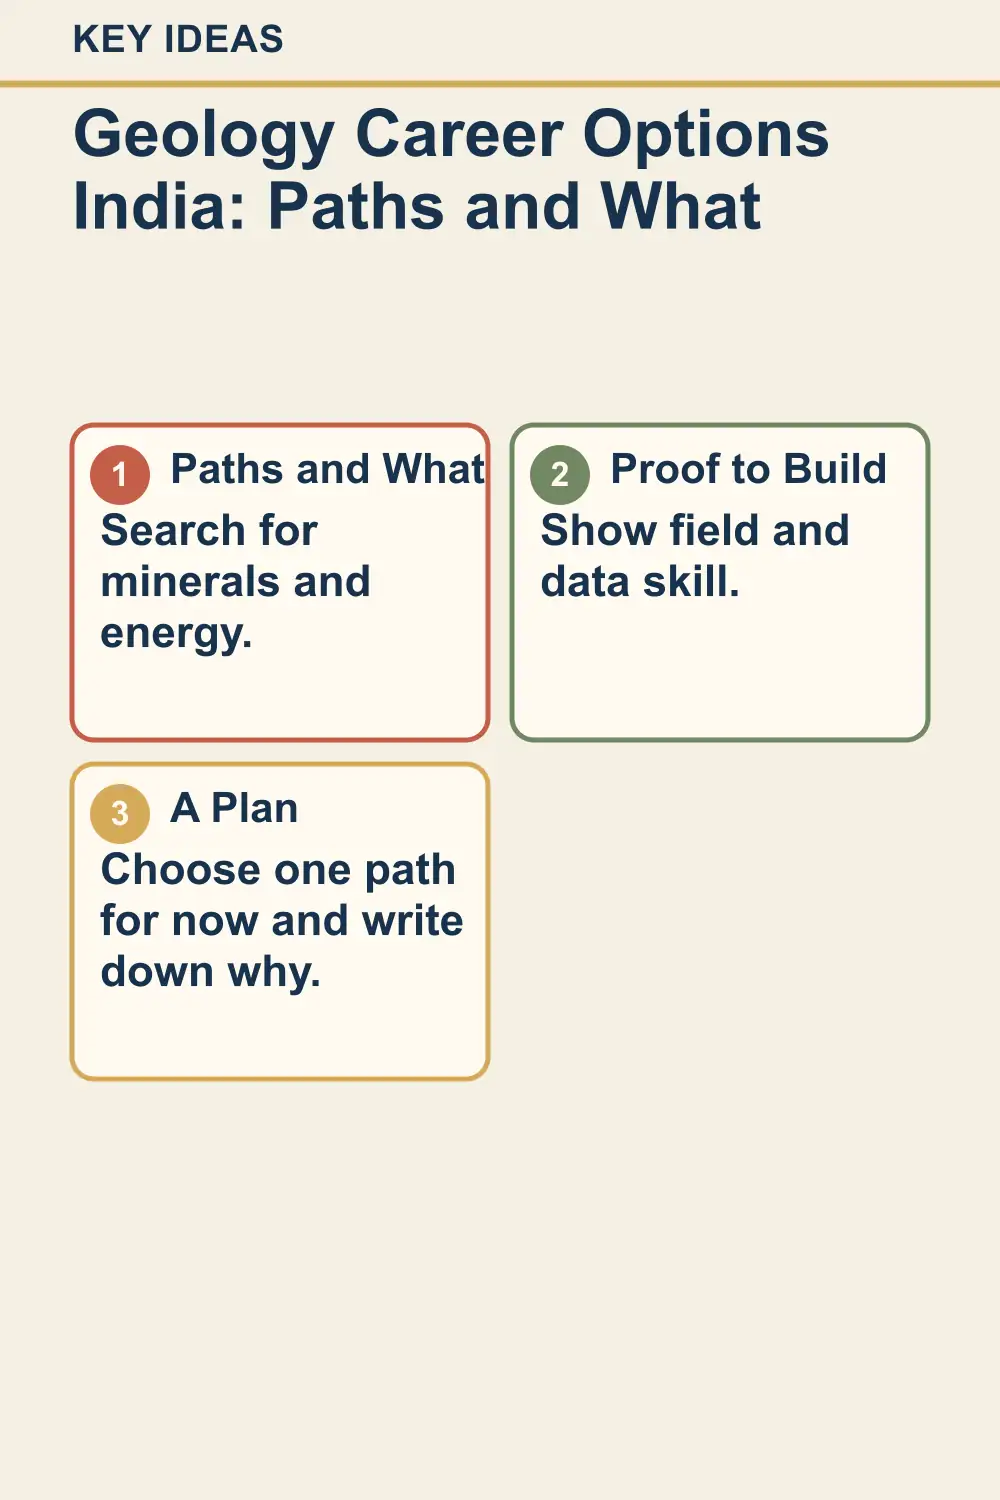 KEY IDEAS
Geology Career Options
India: Paths and What
1 Paths and What
Search for
minerals and
energy.
2 Proof to Build
Show field and
data skill.
3 A Plan
Choose one path
for now and write
down why.